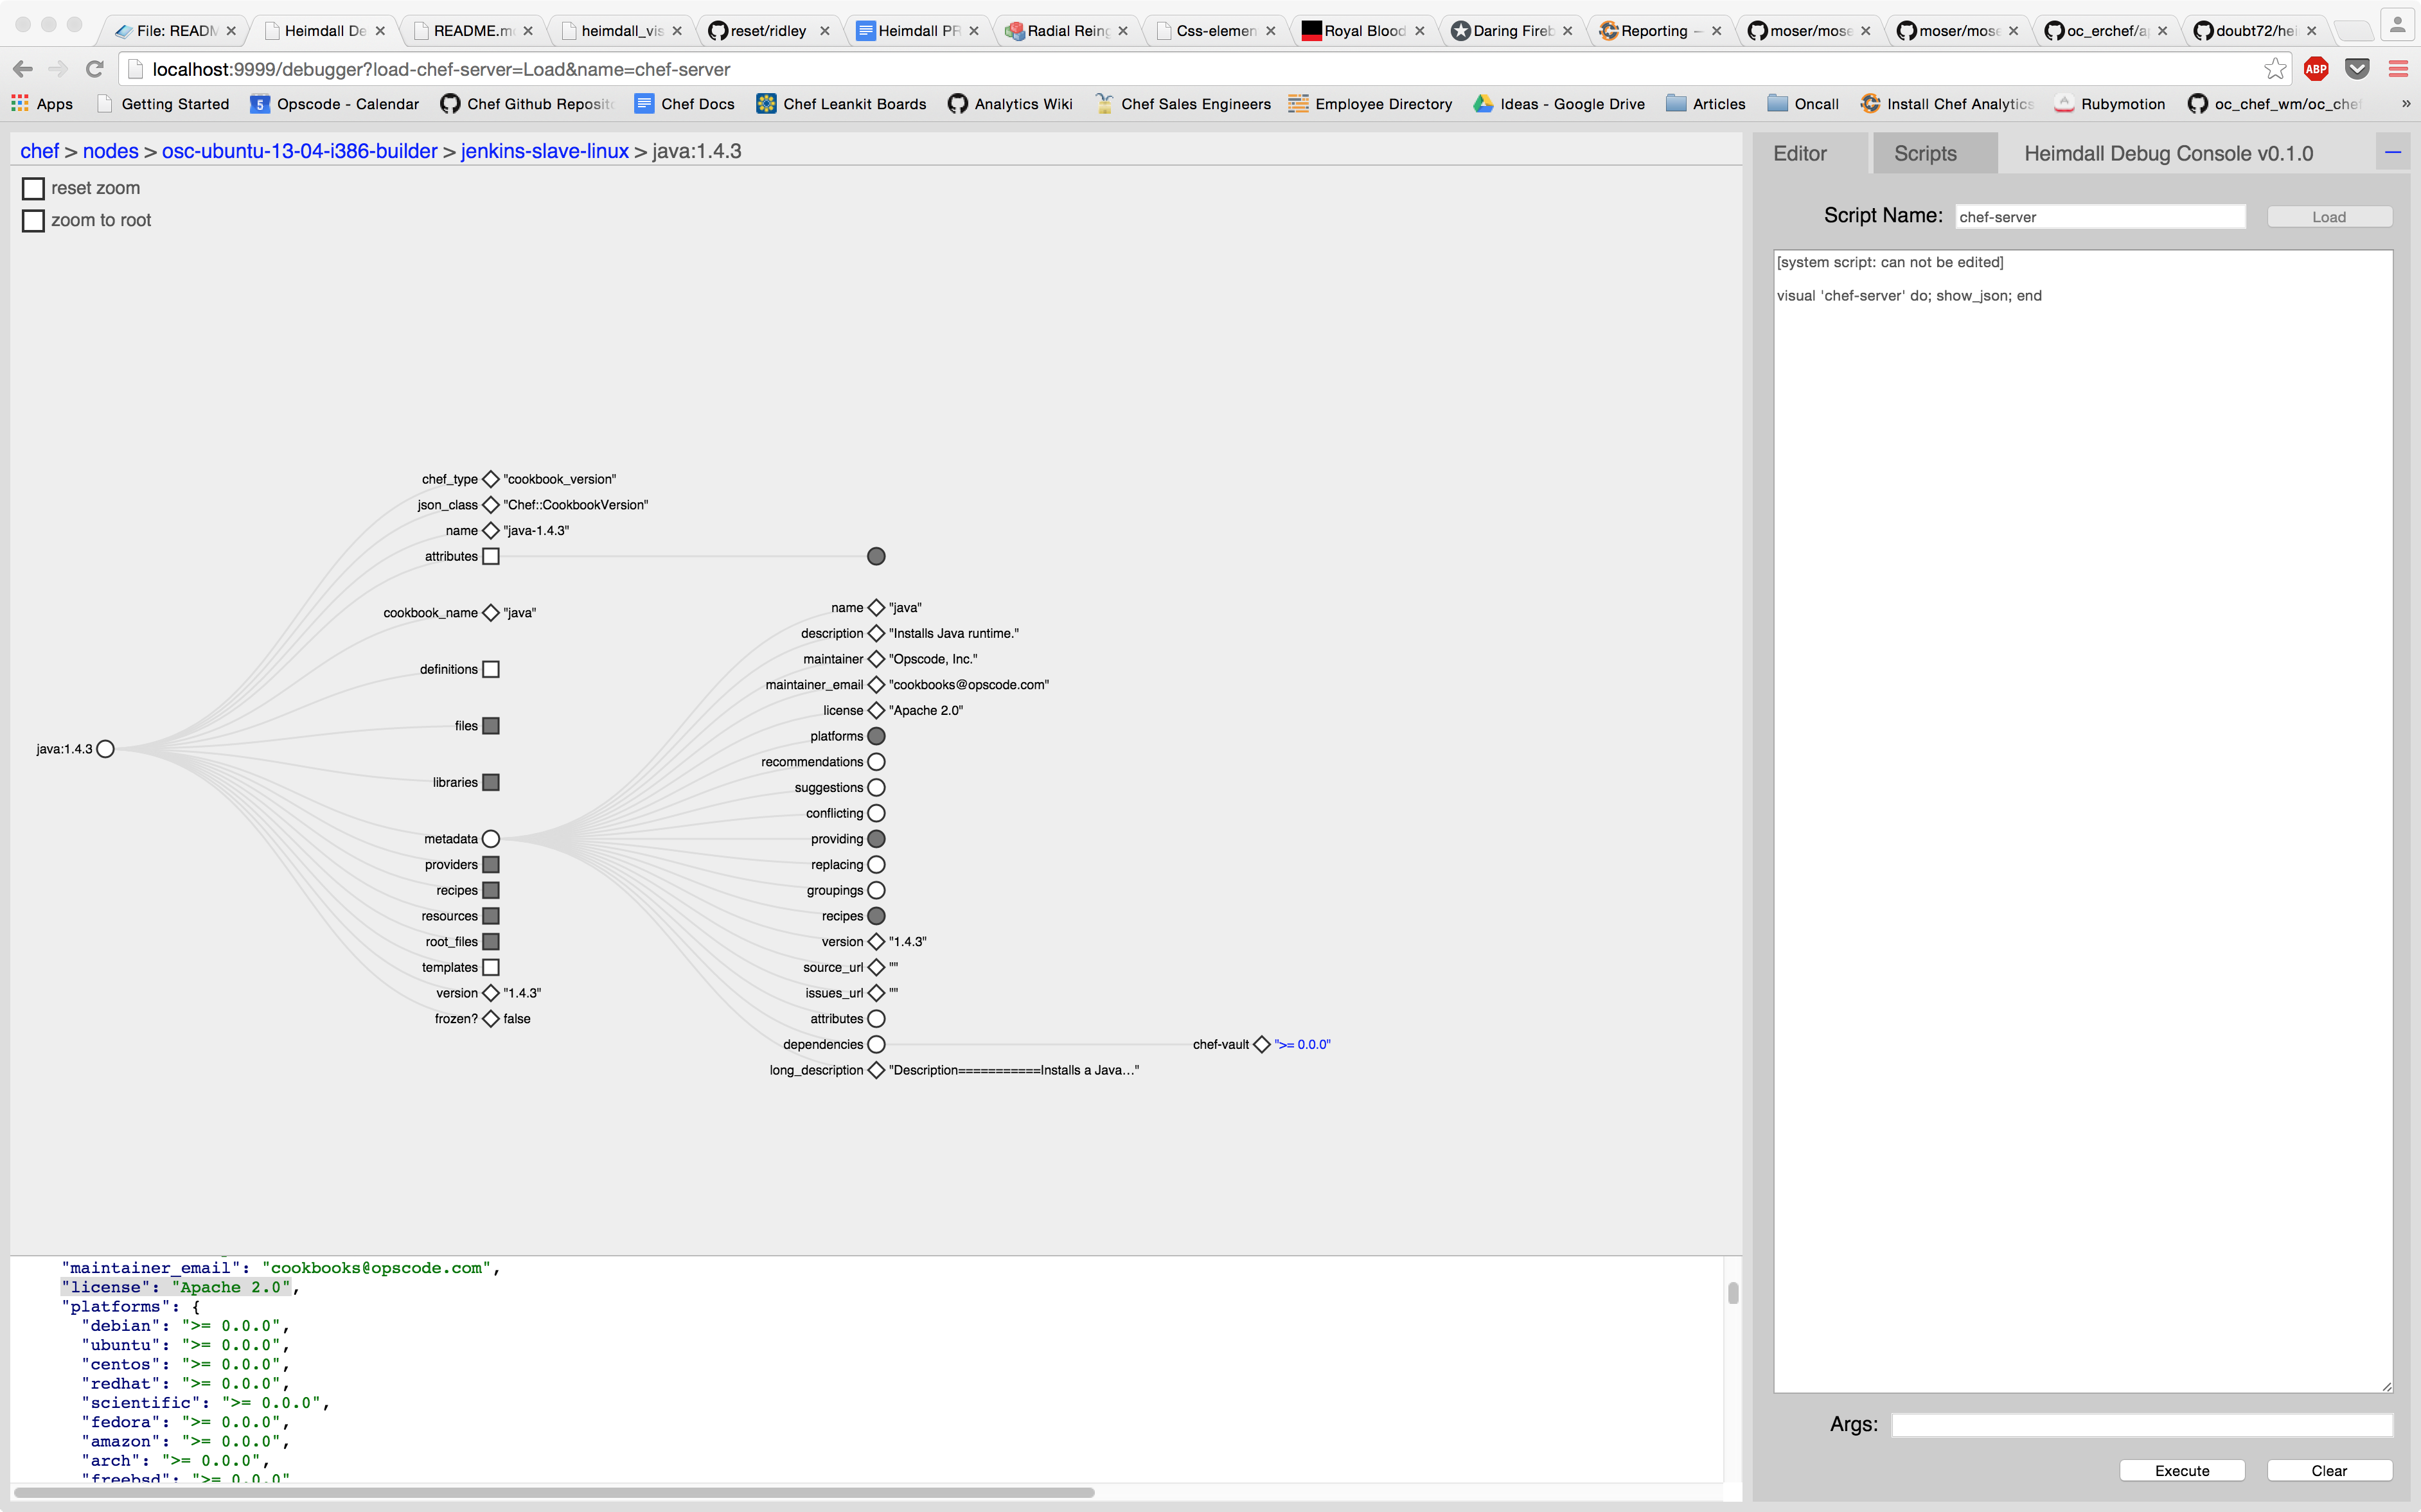 File: READM
Heimdall De
README.m
heimdall_vis
reset/ridley
Heimdall PR
Radial Reing
Css-elemen
Royal Blood
Daring Fireb
Reporting –
moser/mose
moser/mose
oc_erchef/a
doubt72/hei
localhost:9999/debugger?load-chef-server=Load&name=chef-server
ABP
Apps
Getting Started
5 Opscode - Calendar
Chef Github Reposito
Chef Docs
Chef Leankit Boards
Analytics Wiki
Chef Sales Engineers
Employee Directory
Ideas - Google Drive
Articles
Oncall
Install Chef Analytics
Rubymotion
oc_chef_wm/oc_chef
»
chef > nodes > osc-ubuntu-13-04-i386-builder > jenkins-slave-linux > java:1.4.3
reset zoom
zoom to root
java:1.4.3
chef_type "cookbook_version"
json_class "Chef::CookbookVersion"
name "java-1.4.3"
attributes
cookbook_name "java"
definitions
files
libraries
metadata
providers
recipes
resources
root_files
templates
version "1.4.3"
frozen? false
name "java"
description "Installs Java runtime."
maintainer "Opscode, Inc."
maintainer_email "cookbooks@opscode.com"
license "Apache 2.0"
platforms
recommendations
suggestions
conflicting
providing
replacing
groupings
recipes
version "1.4.3"
source_url ""
issues_url ""
attributes
dependencies
chef-vault ">= 0.0.0"
long_description "Description===========Installs a Java..."
"maintainer_email": "cookbooks@opscode.com",
"license": "Apache 2.0",
"platforms": {
"debian": ">= 0.0.0",
"ubuntu": ">= 0.0.0",
"centos": ">= 0.0.0",
"redhat": ">= 0.0.0",
"scientific": ">= 0.0.0",
"fedora": ">= 0.0.0",
"amazon": ">= 0.0.0",
"arch": ">= 0.0.0",
"freebsd": ">= 0.0.0"
Editor
Scripts
Heimdall Debug Console v0.1.0
Script Name: chef-server
Load
[system script: can not be edited]
visual 'chef-server' do; show_json; end
Args:
Execute
Clear